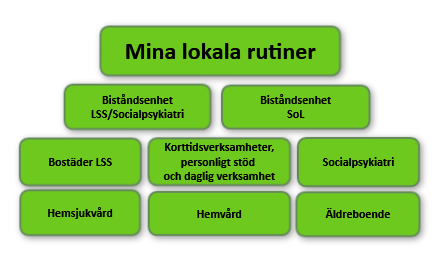 Mina lokala rutiner
Biståndsenhet
LSS/Socialpsykiatri
Biståndsenhet
SoL
Bostäder LSS
Korttidsverksamheter,
personligt stöd
och daglig verksamhet
Socialpsykiatri
Hemsjukvård
Hemvård
Äldreboende